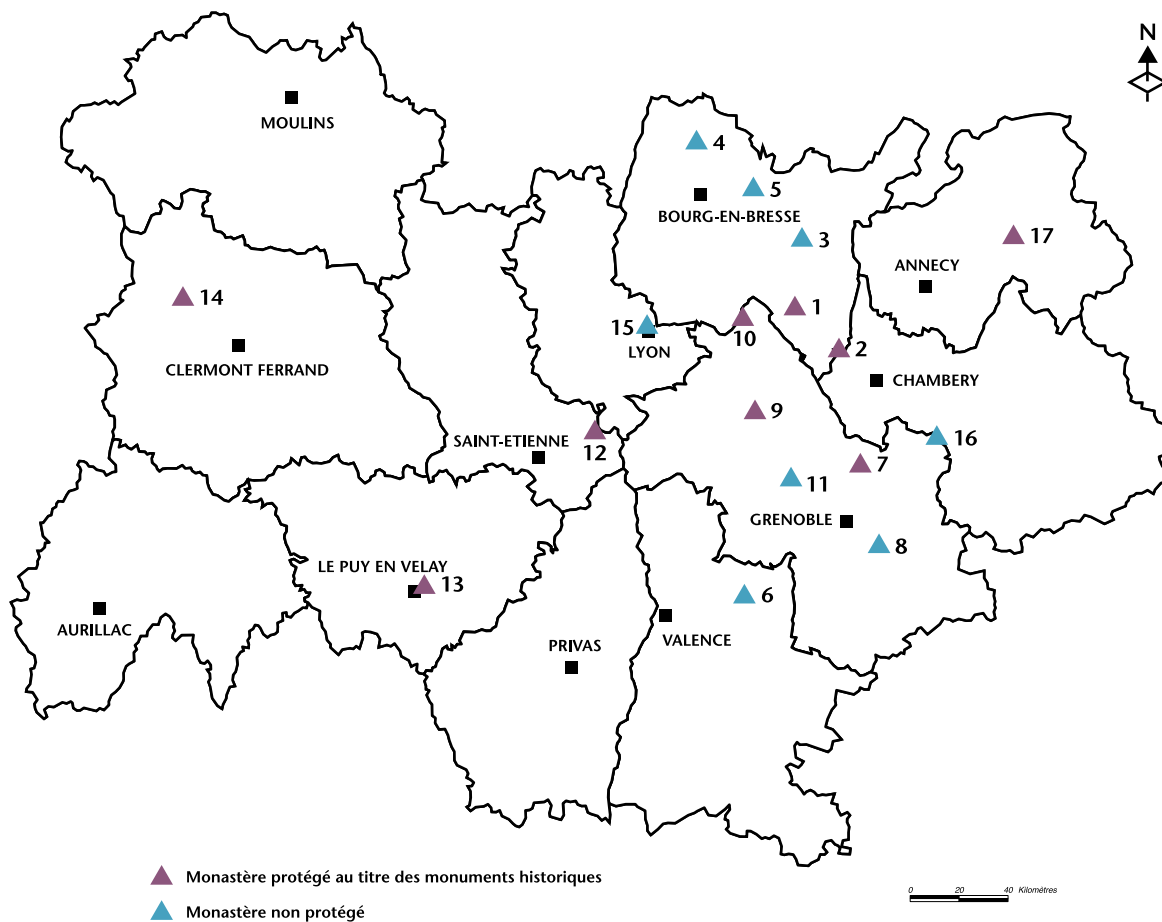 N
MOULINS
4
5
BOURG-EN-BRESSE
3
17
ANNECY
14
1
10
15
LYON
2
CLERMONT FERRAND
CHAMBERY
9
SAINT-ETIENNE
12
16
7
11
GRENOBLE
8
LE PUY EN VELAY
13
6
AURILLAC
PRIVAS
VALENCE
Monastère protégé au titre des monuments historiques
0 20 40 Kilométres
Monastère non protégé